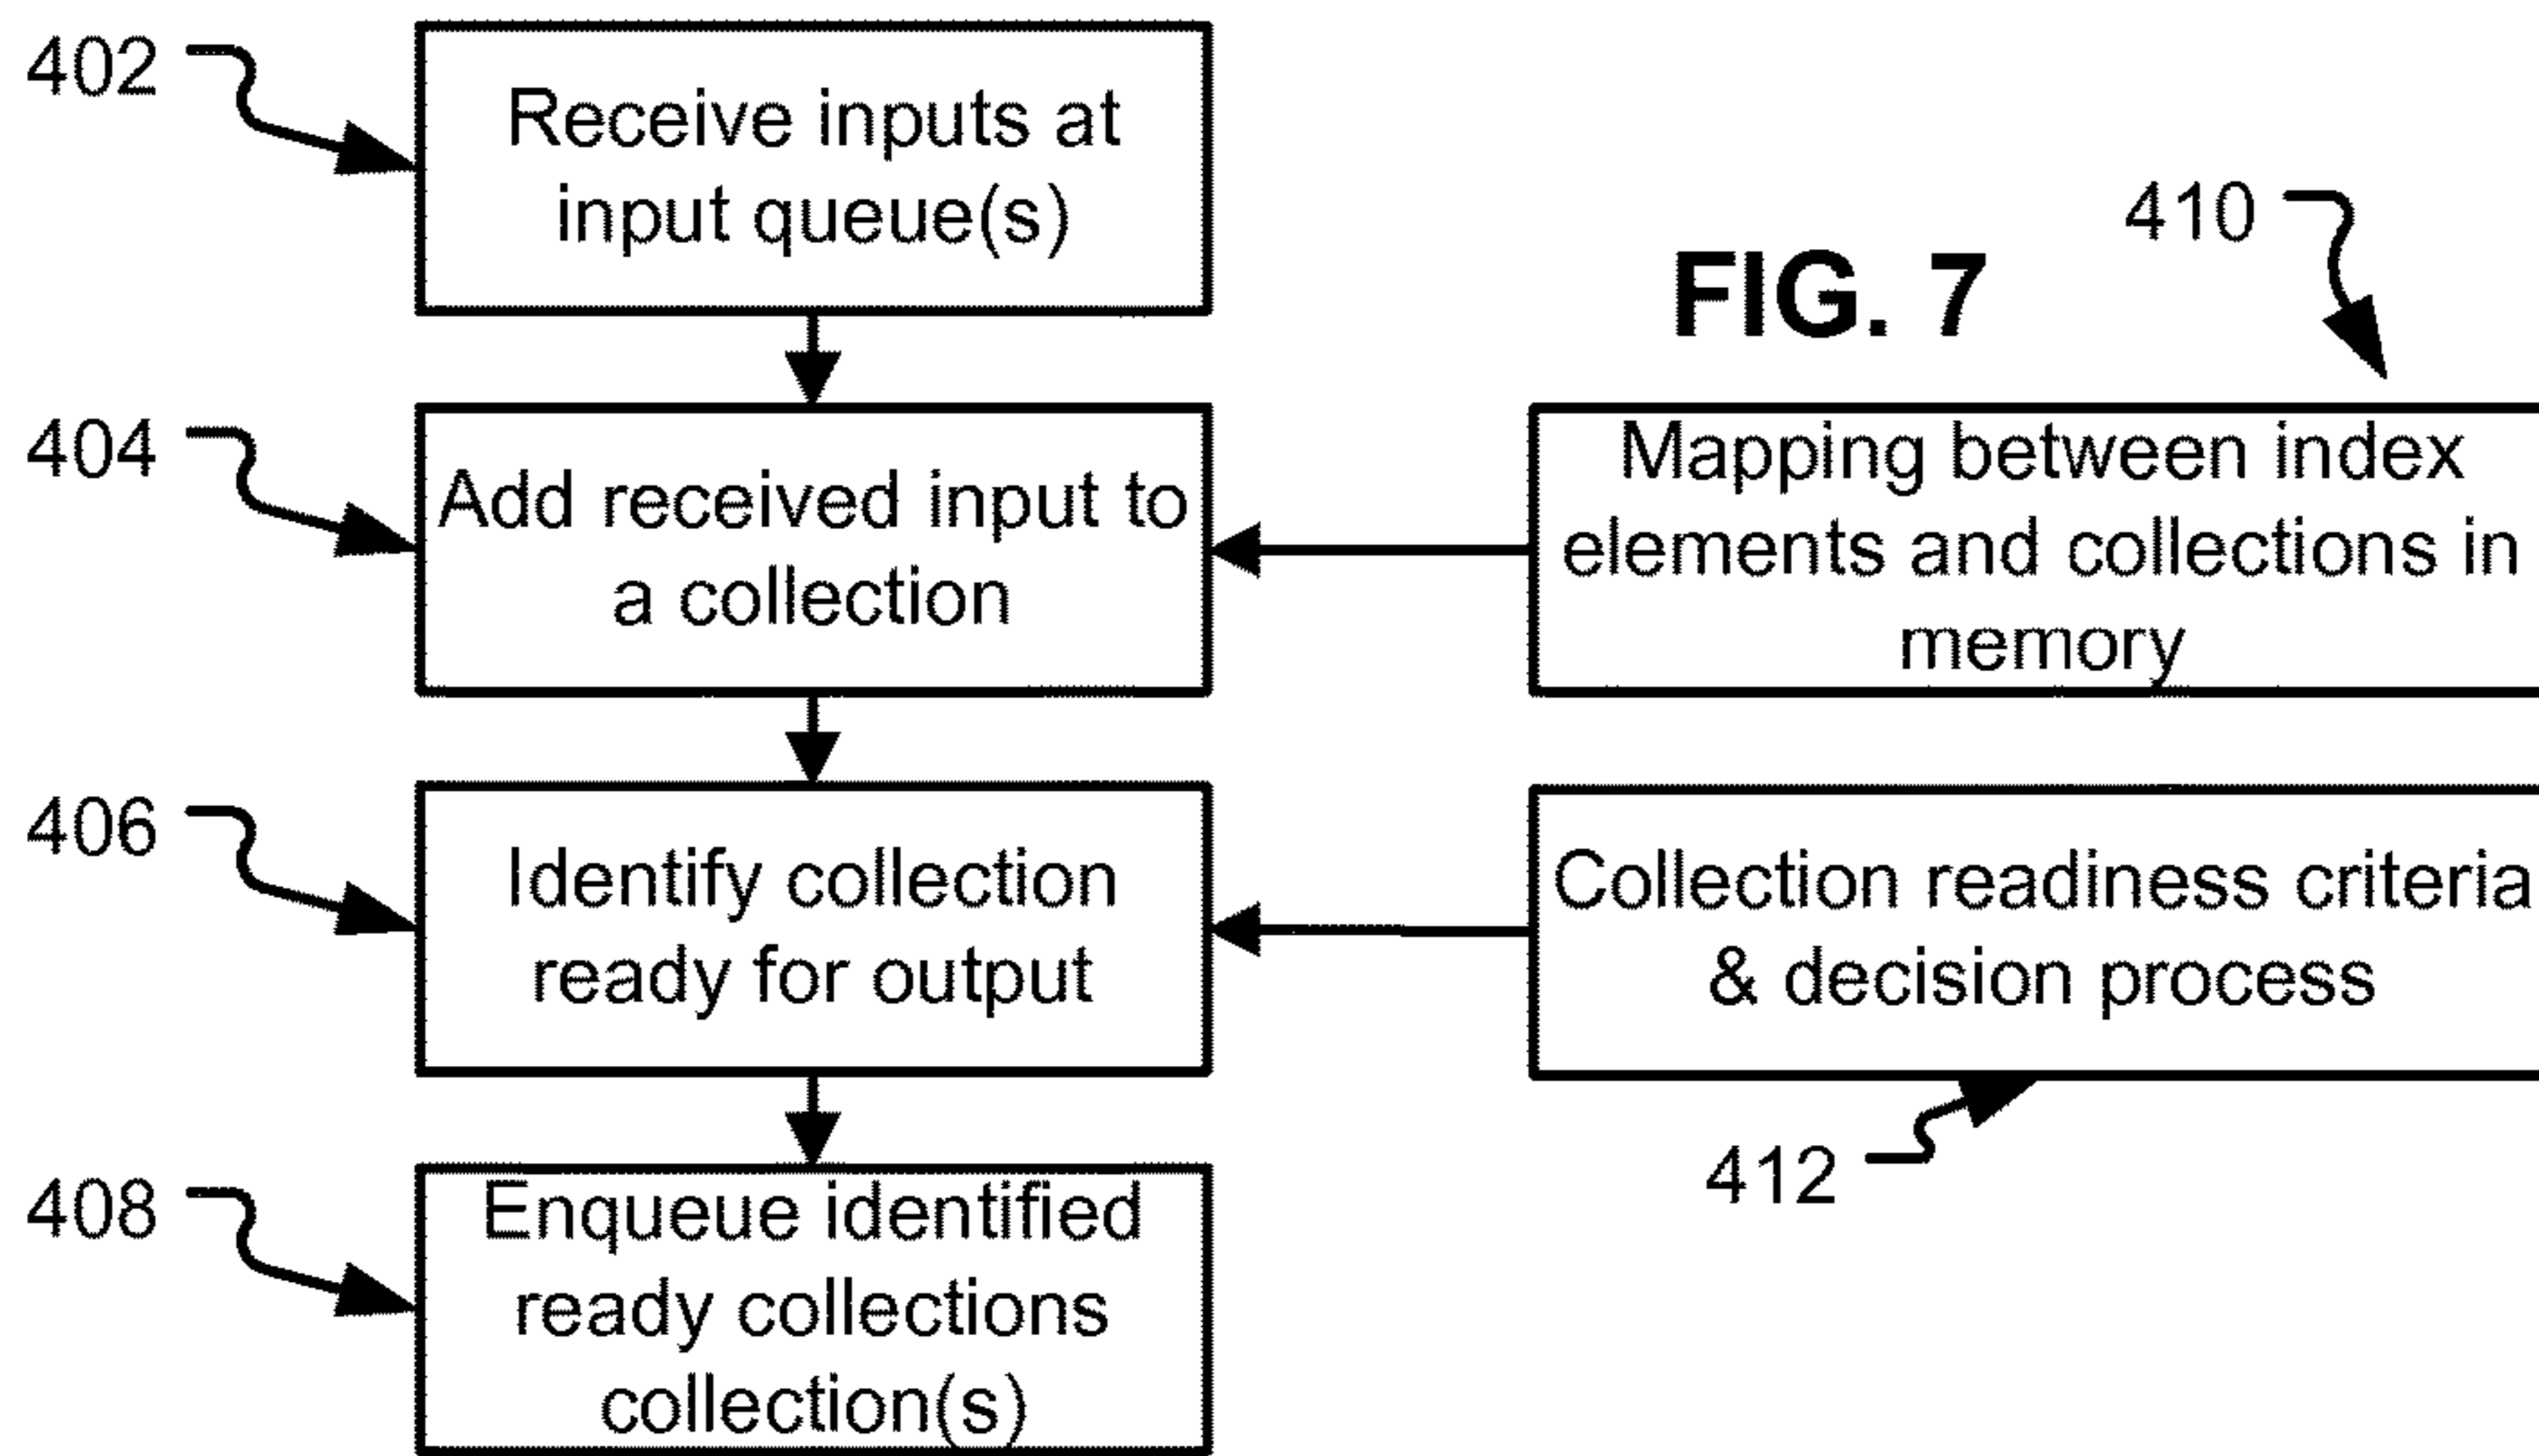 402
Receive inputs at
input queue(s)
FIG. 7
410
404
Add received input to
a collection
Mapping between index
elements and collections in
memory
406
Identify collection
ready for output
Collection readiness criteria
& decision process
412
408
Enqueue identified
ready collections
collection(s)